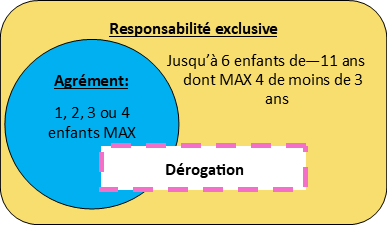 Responsabilité exclusive
Jusqu’à 6 enfants de—11 ans
dont MAX 4 de moins de 3
ans
Agrément:
1, 2, 3 ou 4
enfants MAX
Dérogation